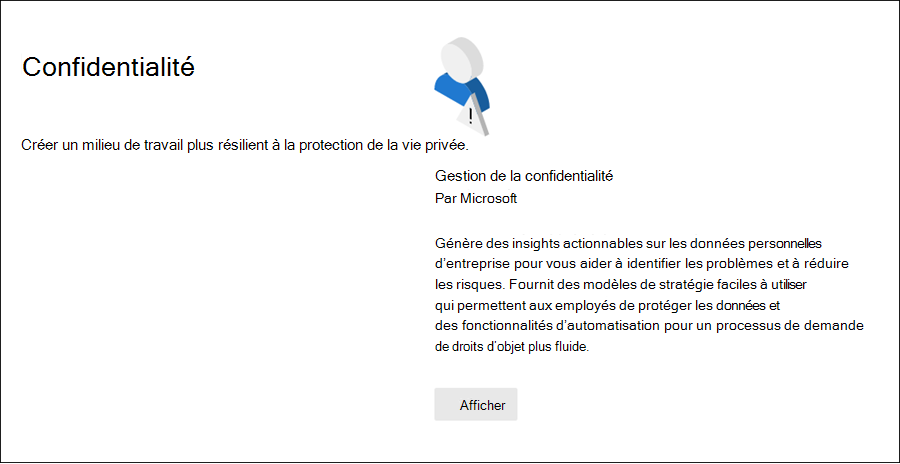 Confidentialité
Créer un milieu de travail plus résilient à la protection de la vie privée.
!
Gestion de la confidentialité
Par Microsoft
Génère des insights actionnables sur les données personnelles
d'entreprise pour vous aider à identifier les problèmes et à réduire
les risques. Fournit des modèles de stratégie faciles à utiliser
qui permettent aux employés de protéger les données et
des fonctionnalités d'automatisation pour un processus de demande
de droits d'objet plus fluide.
Afficher